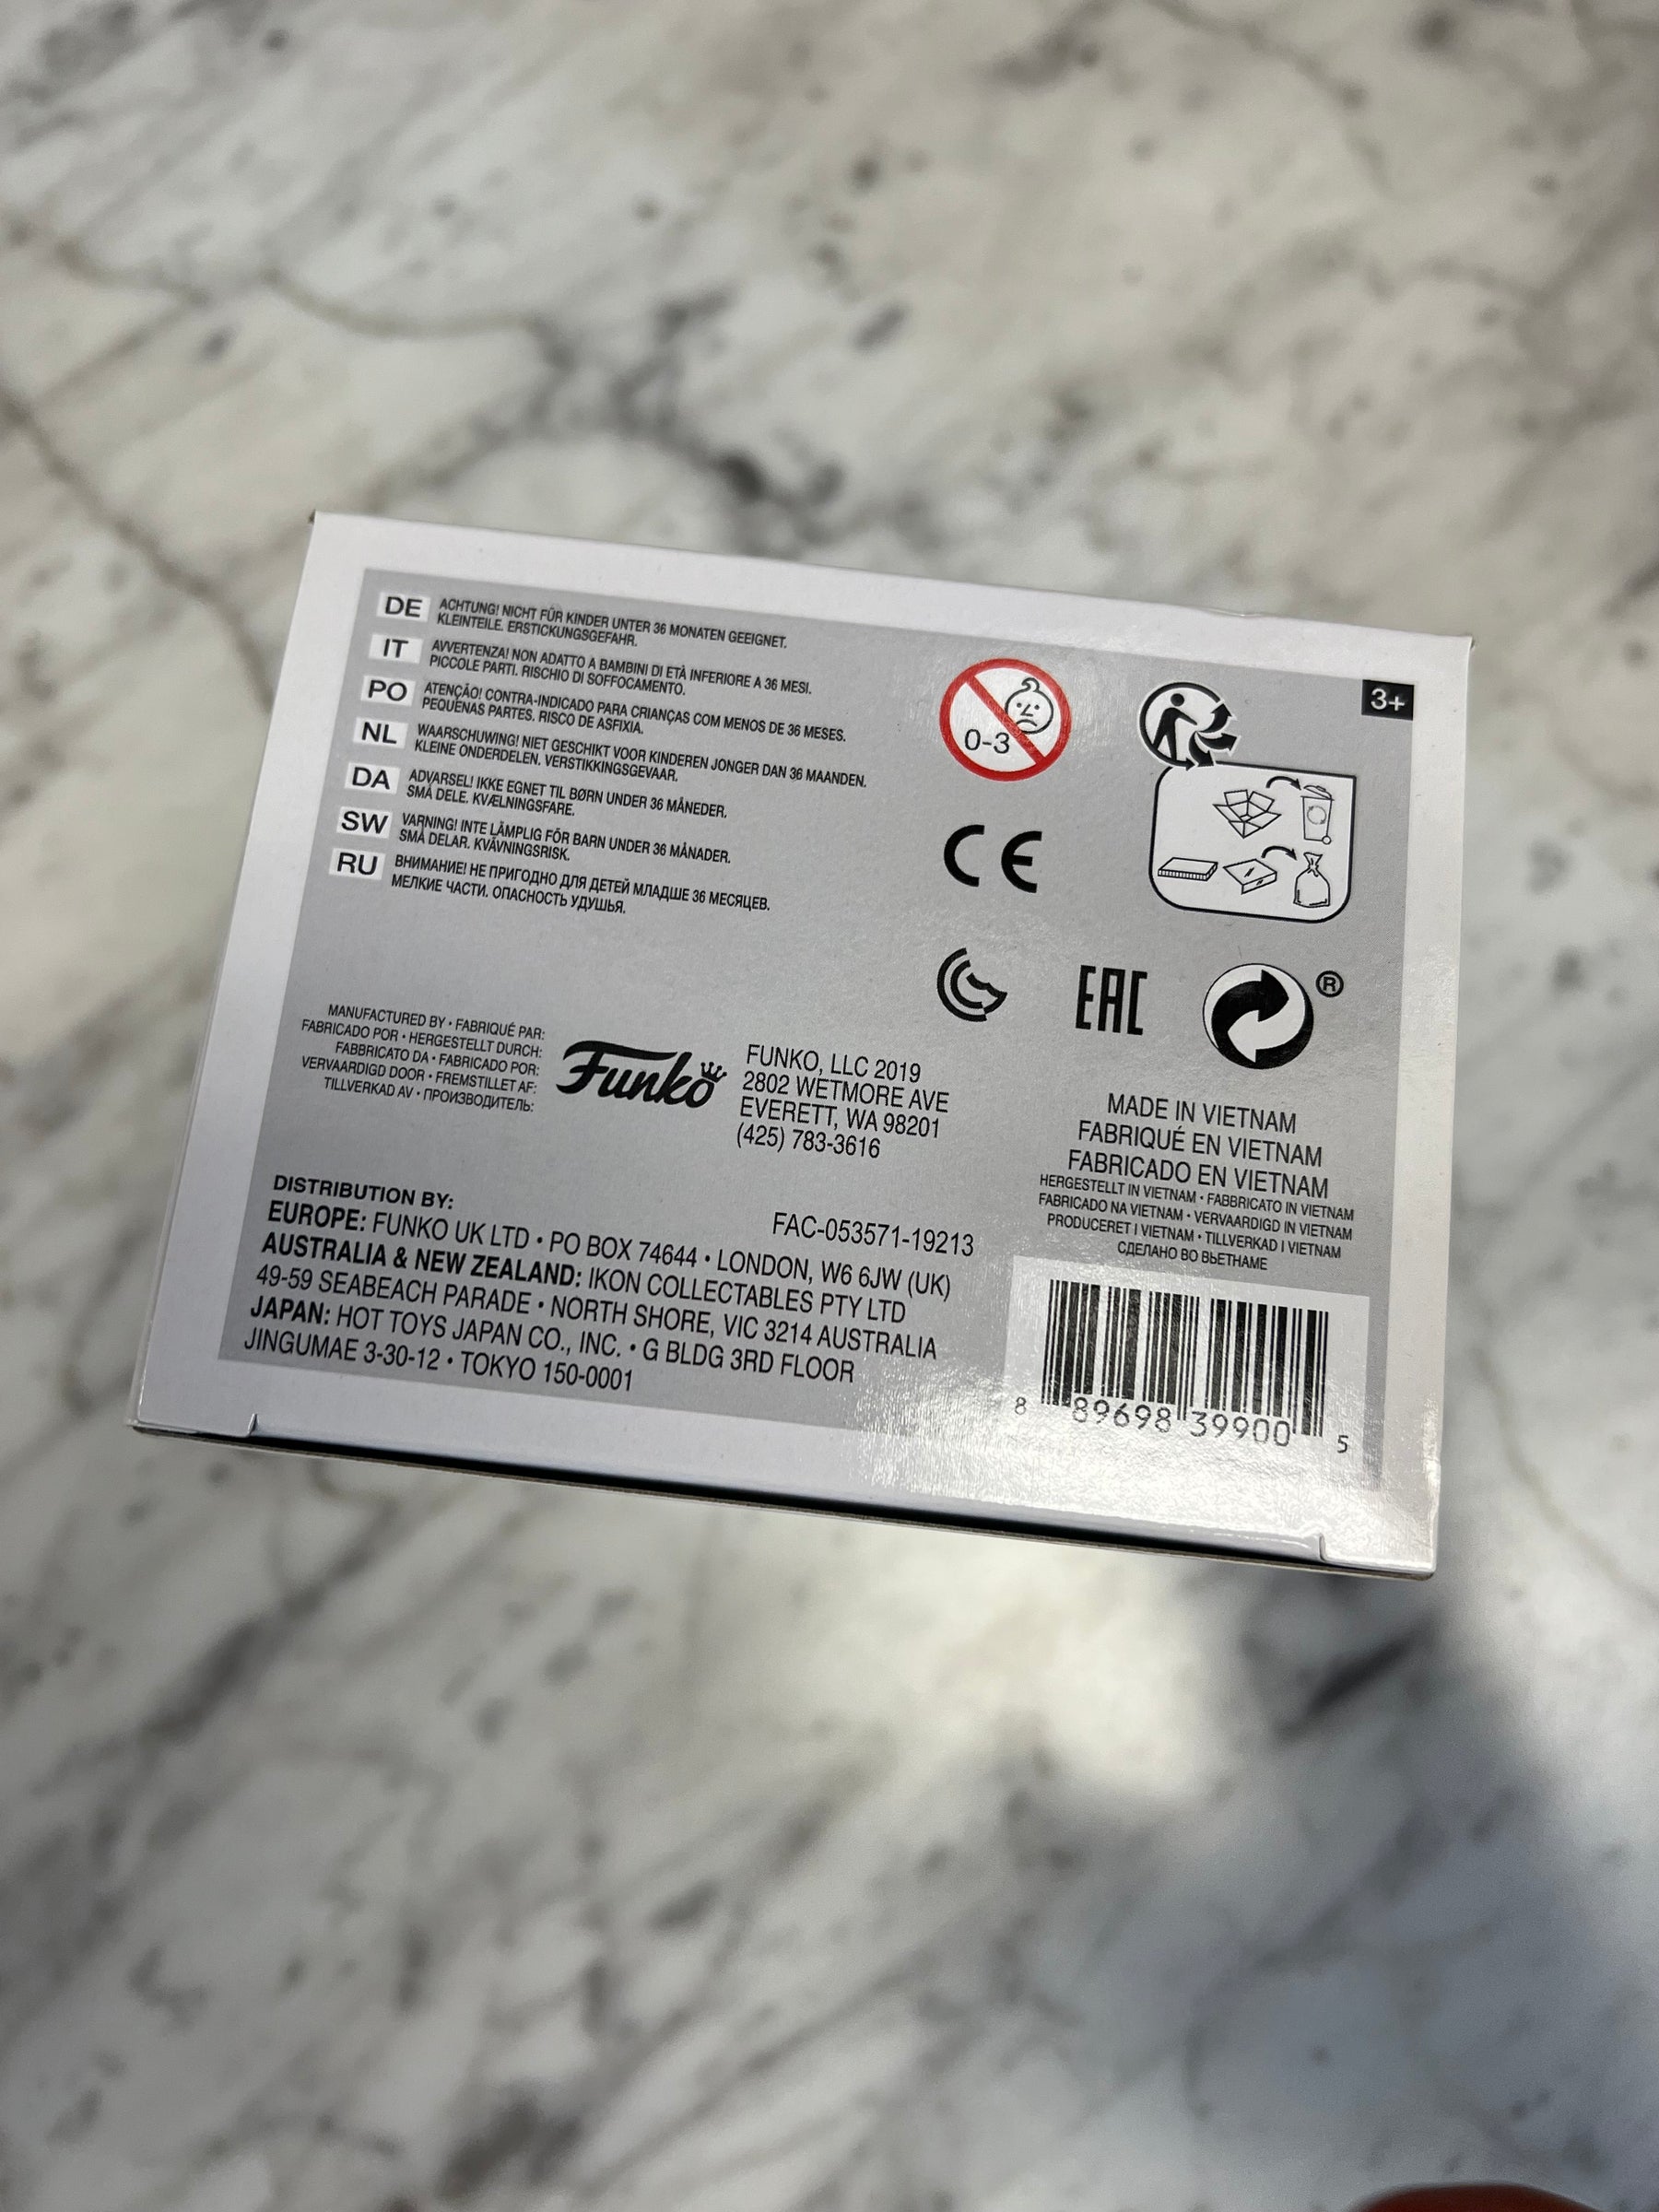 DE ACHTUNG! NICHT FÜR KINDER UNTER 36 MONATEN GEEIGNET.
KLEINTEILE. ERSTICKUNGSGEFAHR.
IT AVVERTENZA! NON ADATTO A BAMBINI DI ETÀ INFERIORE A 36 MESI.
PICCOLE PARTI. RISCHIO DI SOFFOCAMENTO.
PO ATENÇÃO! CONTRA-INDICADO PARA CRIANÇAS COM MENOS DE 36 MESES.
PEQUENAS PARTES. RISCO DE ASFIXIA.
NL WAARSCHUWING! NIET GESCHIKT VOOR KINDEREN JONGER DAN 36 MAANDEN.
KLEINE ONDERDELEN. VERSTIKKINGSGEVAAR.
DA ADVARSEL! IKKE EGNET TIL BØRN UNDER 36 MÅNEDER.
SMÅ DELE. KVÆLNINGSFARE.
SW VARNING! INTE LÄMPLIG FÖR BARN UNDER 36 MÅNADER.
SMÅ DELAR. KVÄVNINGSRISK.
RU ВНИМАНИЕ! НЕ ПРИГОДНО ДЛЯ ДЕТЕЙ МЛАДШЕ 36 МЕСЯЦЕВ.
МЕЛКИЕ ЧАСТИ. ОПАСНОСТЬ УДУШЬЯ.
0-3
3+
CE
EAC
®
MANUFACTURED BY • FABRIQUÉ PAR:
FABRICADO POR • HERGESTELLT DURCH:
FABBRICATO DA • FABRICADO POR:
VERVAARDIGD DOOR • FREMSTILLET AF:
TILLVERKAD AV • ПРОИЗВОДИТЕЛЬ:
Funko
FUNKO, LLC 2019
2802 WETMORE AVE
EVERETT, WA 98201
(425) 783-3616
MADE IN VIETNAM
FABRIQUÉ EN VIETNAM
FABRICADO EN VIETNAM
HERGESTELLT IN VIETNAM • FABBRICATO IN VIETNAM
FABRICADO NA VIETNAM • VERVAARDIGD IN VIETNAM
PRODUCERET I VIETNAM • TILLVERKAD I VIETNAM
СДЕЛАНО ВО ВЬЕТНАМЕ
FAC-053571-19213
DISTRIBUTION BY:
EUROPE: FUNKO UK LTD • PO BOX 74644 • LONDON, W6 6JW (UK)
AUSTRALIA & NEW ZEALAND: IKON COLLECTABLES PTY LTD
49-59 SEABEACH PARADE • NORTH SHORE, VIC 3214 AUSTRALIA
JAPAN: HOT TOYS JAPAN CO., INC. • G BLDG 3RD FLOOR
JINGUMAE 3-30-12 • TOKYO 150-0001
8 89698 39900 5